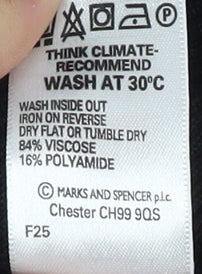 P
THINK CLIMATE-
RECOMMEND
WASH AT 30ºC
WASH INSIDE OUT
IRON ON REVERSE
DRY FLAT OR TUMBLE DRY
84% VISCOSE
16% POLYAMIDE
© MARKS AND SPENCER p.l.c.
Chester CH99 9QS
F25